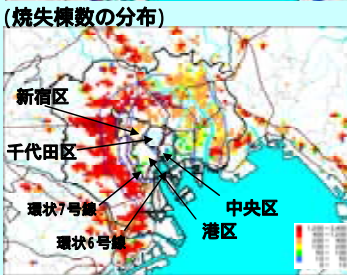 (焼失棟数の分布)
新宿区
千代田区
環状7号線
環状6号線
中央区
港区